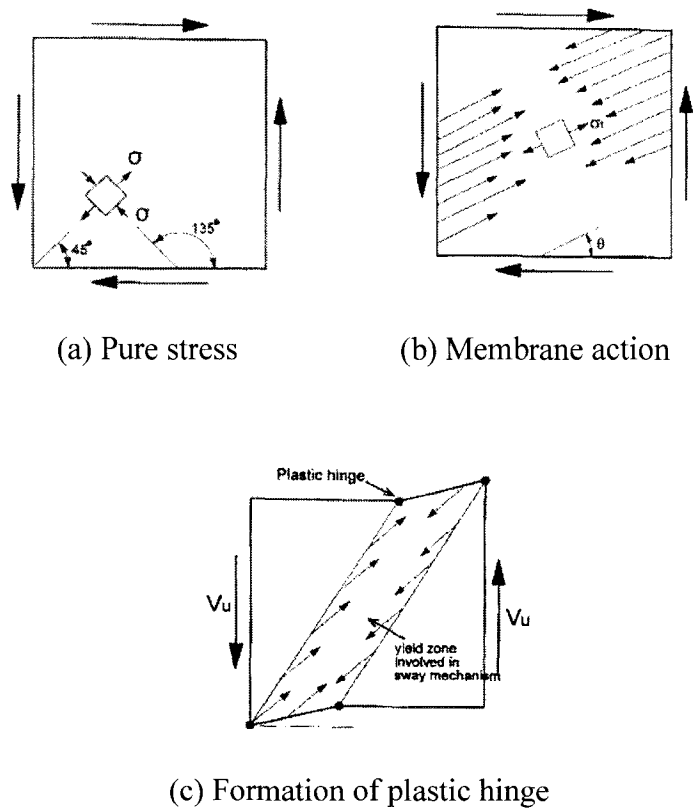 σ
σ
45°
135°
σt
θ
(a) Pure stress
(b) Membrane action
Plastic hinge
Vu
Vu
yield zone
involved in
sway mechanism
(c) Formation of plastic hinge